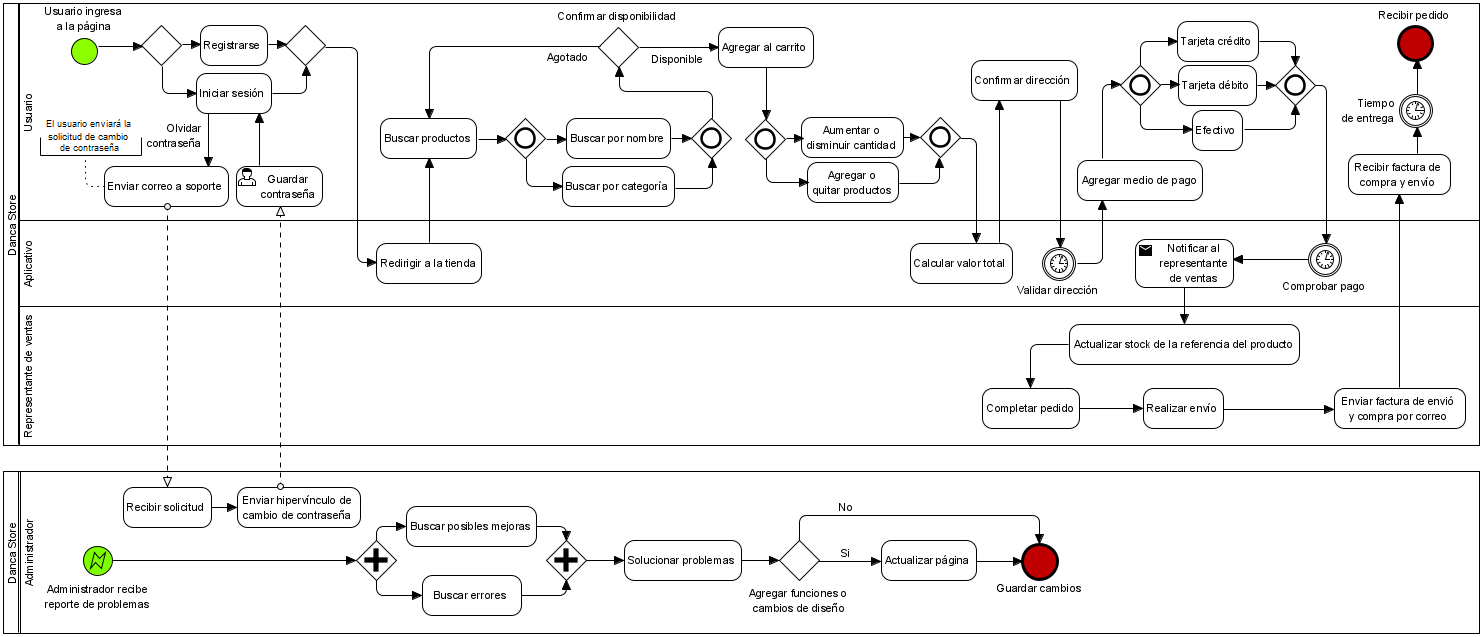 Danca Store
Usuario
Usuario ingresa
a la página
Registrarse
Iniciar sesión
Olvidar
contraseña
El usuario enviará la
solicitud de cambio
de contraseña
Enviar correo a soporte
Guardar
contraseña
Confirmar disponibilidad
Agotado
Disponible
Agregar al carrito
Buscar productos
Buscar por nombre
Buscar por categoría
Aumentar o
disminuir cantidad
Agregar o
quitar productos
Confirmar dirección
Agregar medio de pago
Tarjeta crédito
Tarjeta débito
Efectivo
Recibir pedido
Tiempo
de entrega
Recibir factura de
compra y envío
Aplicativo
Redirigir a la tienda
Calcular valor total
Validar dirección
Notificar al
representante
de ventas
Comprobar pago
Representante de ventas
Actualizar stock de la referencia del producto
Completar pedido
Realizar envío
Enviar factura de envió
y compra por correo
Danca Store
Administrador
Recibir solicitud
Enviar hipervínculo de
cambio de contraseña
Administrador recibe
reporte de problemas
Buscar posibles mejoras
Buscar errores
Solucionar problemas
Agregar funciones o
cambios de diseño
No
Si
Actualizar página
Guardar cambios